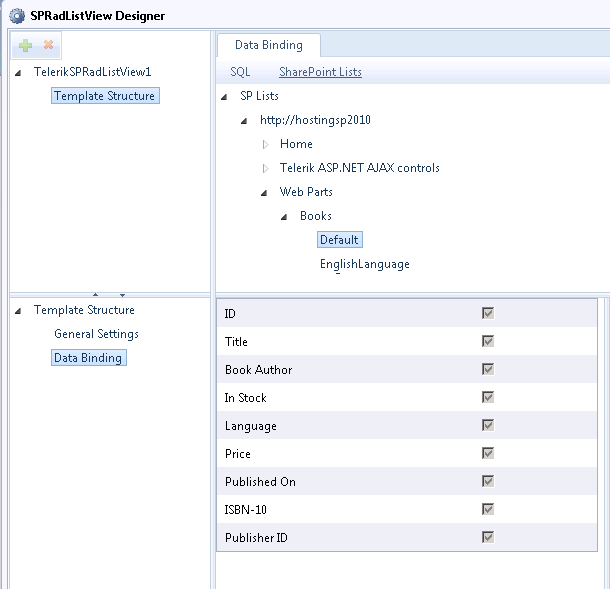 SPRadListView Designer
TelerikSPRadListView1
Template Structure
Data Binding
SQL SharePoint Lists
SP Lists
http://hostingsp2010
Home
Telerik ASP.NET AJAX controls
Web Parts
Books
Default
EnglishLanguage
Template Structure
General Settings
Data Binding
ID
Title
Book Author
In Stock
Language
Price
Published On
ISBN-10
Publisher ID